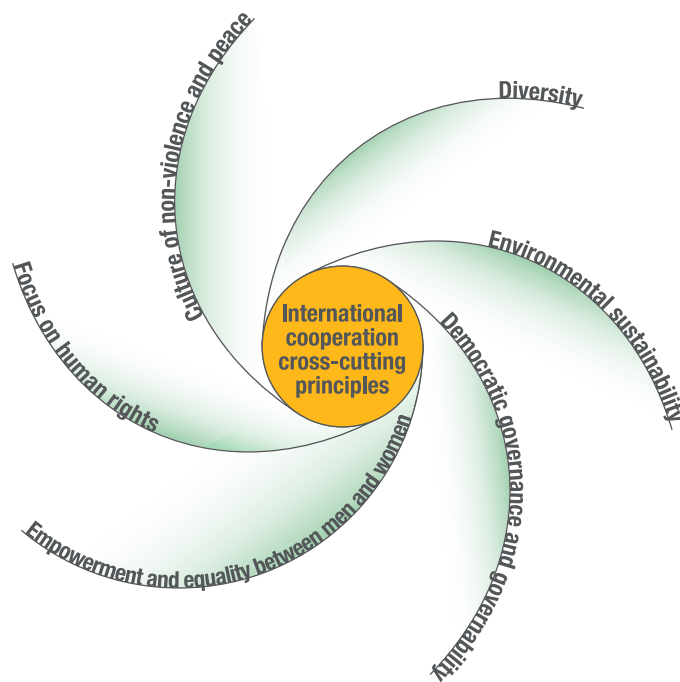 Culture of non-violence and peace
Diversity
Environmental sustainability
Focus on human rights
International
cooperation
cross-cutting
principles
Democratic governance and governability
Empowerment and equality between men and women